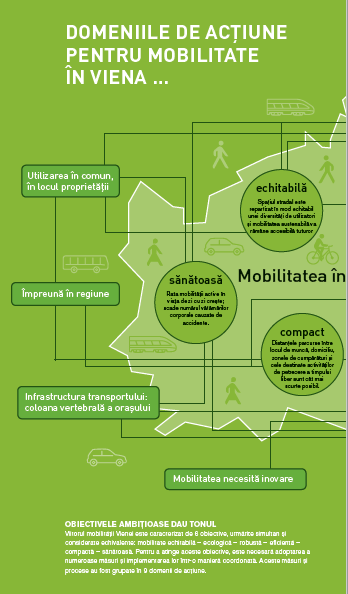 DOMENIILE DE ACȚIUNE
PENTRU MOBILITATE
ÎN VIENA ...
echitabilă
Spațiul stradal este
repartizat în mod echitabil
unei diversități de utilizatori
și mobilitatea sustenabilă va
rămâne accesibilă tuturor
Utilizarea în comun,
în locul proprietății
Mobilitatea în
sănătoasă
Rata mobilității active în
viața de zi cu zi crește;
scade numărul vătămărilor
corporale cauzate de
accidente.
Împreună în regiune
compact
Distanțele parcurse între
locul de muncă, domiciliu,
zonele de cumpărături și
cele destinate activităților
de petrecere a timpului
liber sunt cât mai
scurte posibil.
Infrastructura transportului:
coloana vertebrală a orașului
Mobilitatea necesită inovare
OBIECTIVELE AMBIȚIOASE DAU TONUL
Viitorul mobilității Vienei este caracterizat de 6 obiective, urmărite simultan și
considerate echivalente: mobilitate echitabilă – ecologică – robustă – eficientă –
compactă – sănătoasă. Pentru a atinge aceste obiective, este necesară adoptarea a
numeroase măsuri și implementarea lor într-o manieră coordonată. Aceste măsuri și
procese au fost grupate în 9 domenii de acțiune.